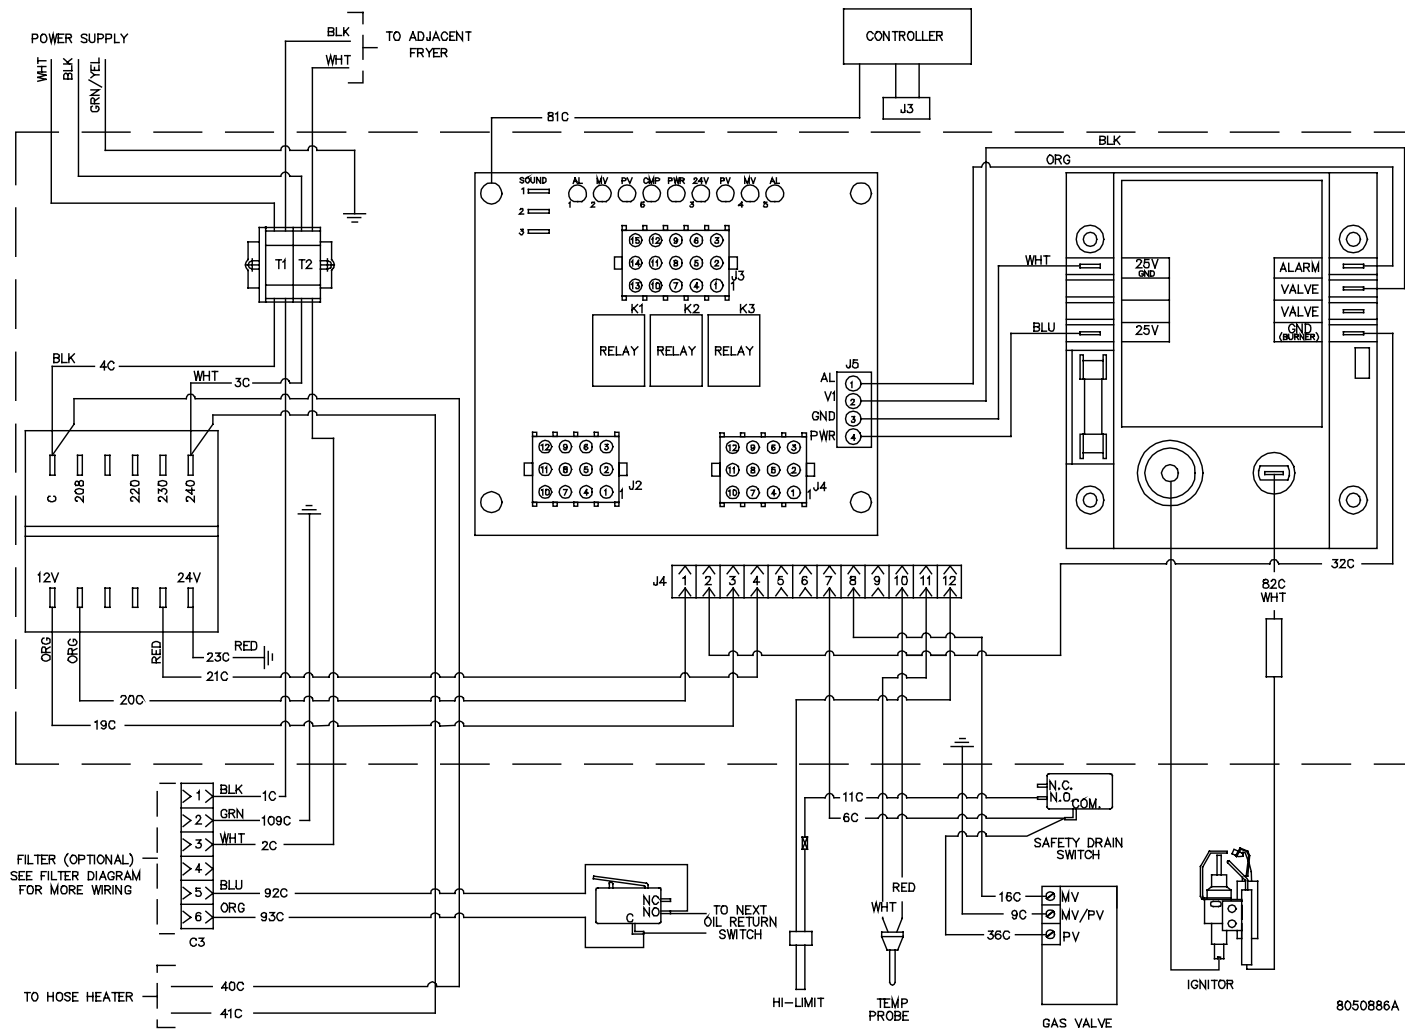 POWER SUPPLY
WHT
BLK
GRN/YEL
BLK
WHT
TO ADJACENT
FRYER
CONTROLLER
J3
81C
BLK
ORG
SOUND
1
2
3
AL
MV
PV
CMP
PWR
24V
PV
MV
AL
1
2
6
3
4
5
15 12 9 6 3
14 11 8 5 2
13 10 7 4 1
J3
1
T1 T2
K1
K2
K3
RELAY
RELAY
RELAY
WHT
BLU
25V
GND
25V
ALARM
VALVE
VALVE
GND
(BURNER)
BLK
4C
WHT
3C
J5
AL
V1
GND
PWR
1
2
3
4
12 9 6 3
11 8 5 2
10 7 4 1
J2
1
12 9 6 3
11 8 5 2
10 7 4 1
J4
1
C
208
220
230
240
12V
24V
ORG
ORG
RED
23C
RED
21C
20C
19C
J4
1 2 3 4 5 6 7 8 9 10 11 12
32C
82C
WHT
1
2
3
4
5
6
C3
BLK
1C
GRN
109C
WHT
2C
BLU
92C
ORG
93C
FILTER (OPTIONAL)
SEE FILTER DIAGRAM
FOR MORE WIRING
NC
NO
C
TO NEXT
OIL RETURN
SWITCH
11C
6C
N.C.
N.O.
COM.
SAFETY DRAIN
SWITCH
WHT
RED
16C
9C
36C
MV
MV/PV
PV
TO HOSE HEATER
40C
41C
HI-LIMIT
TEMP
PROBE
GAS VALVE
IGNITOR
8050886A